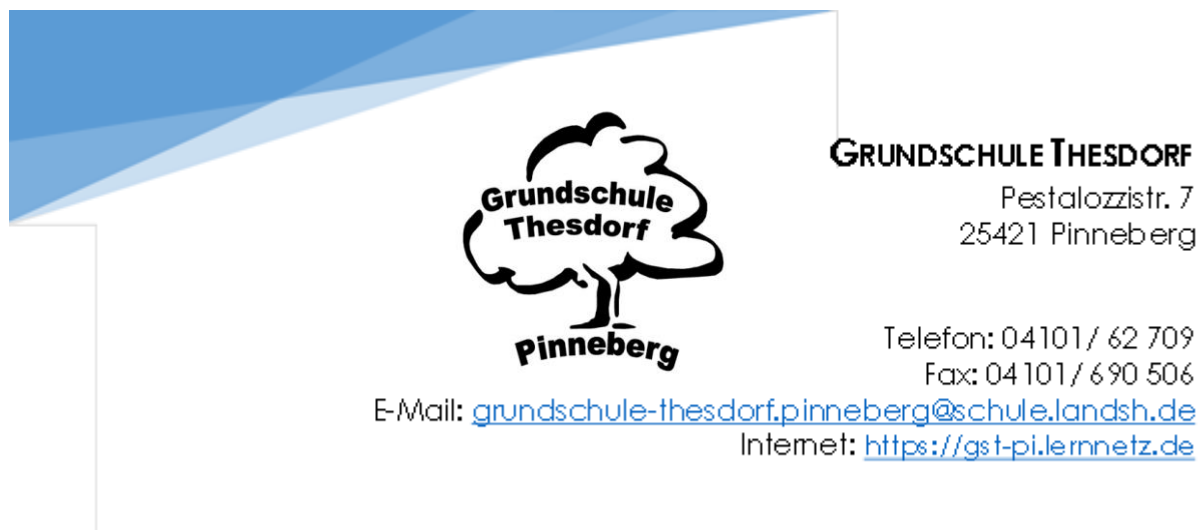 Grundschule
Thesdorf
Pinneberg
GRUNDSCHULE THESDORF
Pestalozzistr. 7
25421 Pinneberg
Telefon: 04101/ 62 709
Fax: 04101/ 690 506
E-Mail: grundschule-thesdorf.pinneberg@schule.landsh.de
Internet: https://gst-pi.lernnetz.de